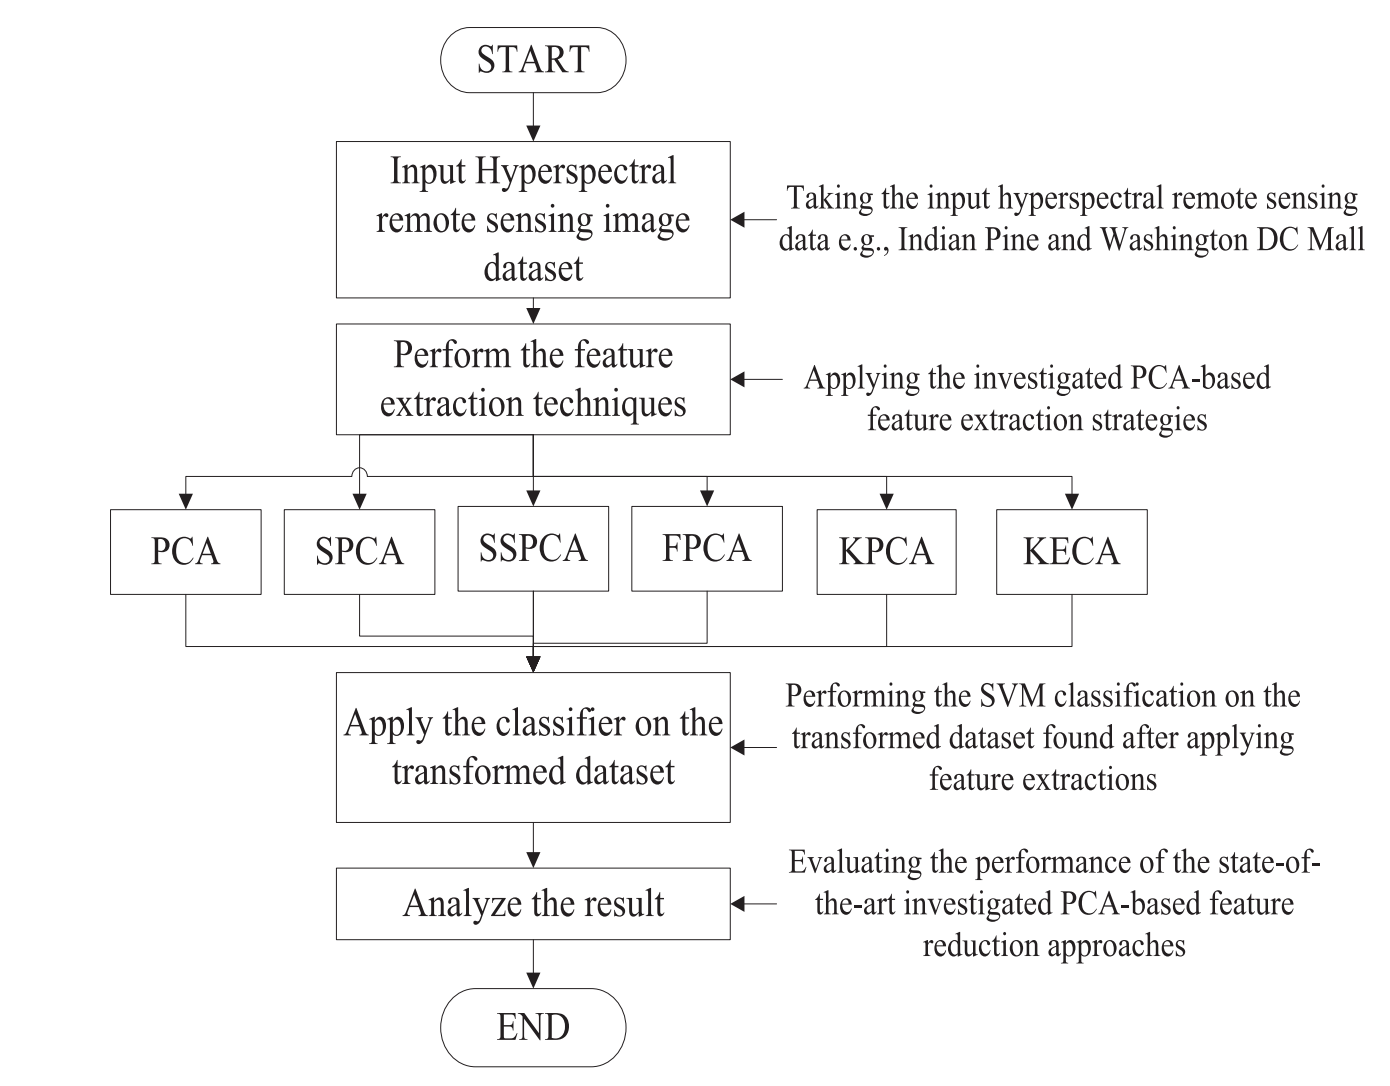 START
Input Hyperspectral
remote sensing image
dataset
Taking the input hyperspectral remote sensing
data e.g., Indian Pine and Washington DC Mall
Perform the feature
extraction techniques
Applying the investigated PCA-based
feature extraction strategies
PCA
SPCA
SSPCA
FPCA
KPCA
KECA
Apply the classifier on the
transformed dataset
Performing the SVM classification on the
transformed dataset found after applying
feature extractions
Analyze the result
Evaluating the performance of the state-of-
the-art investigated PCA-based feature
reduction approaches
END